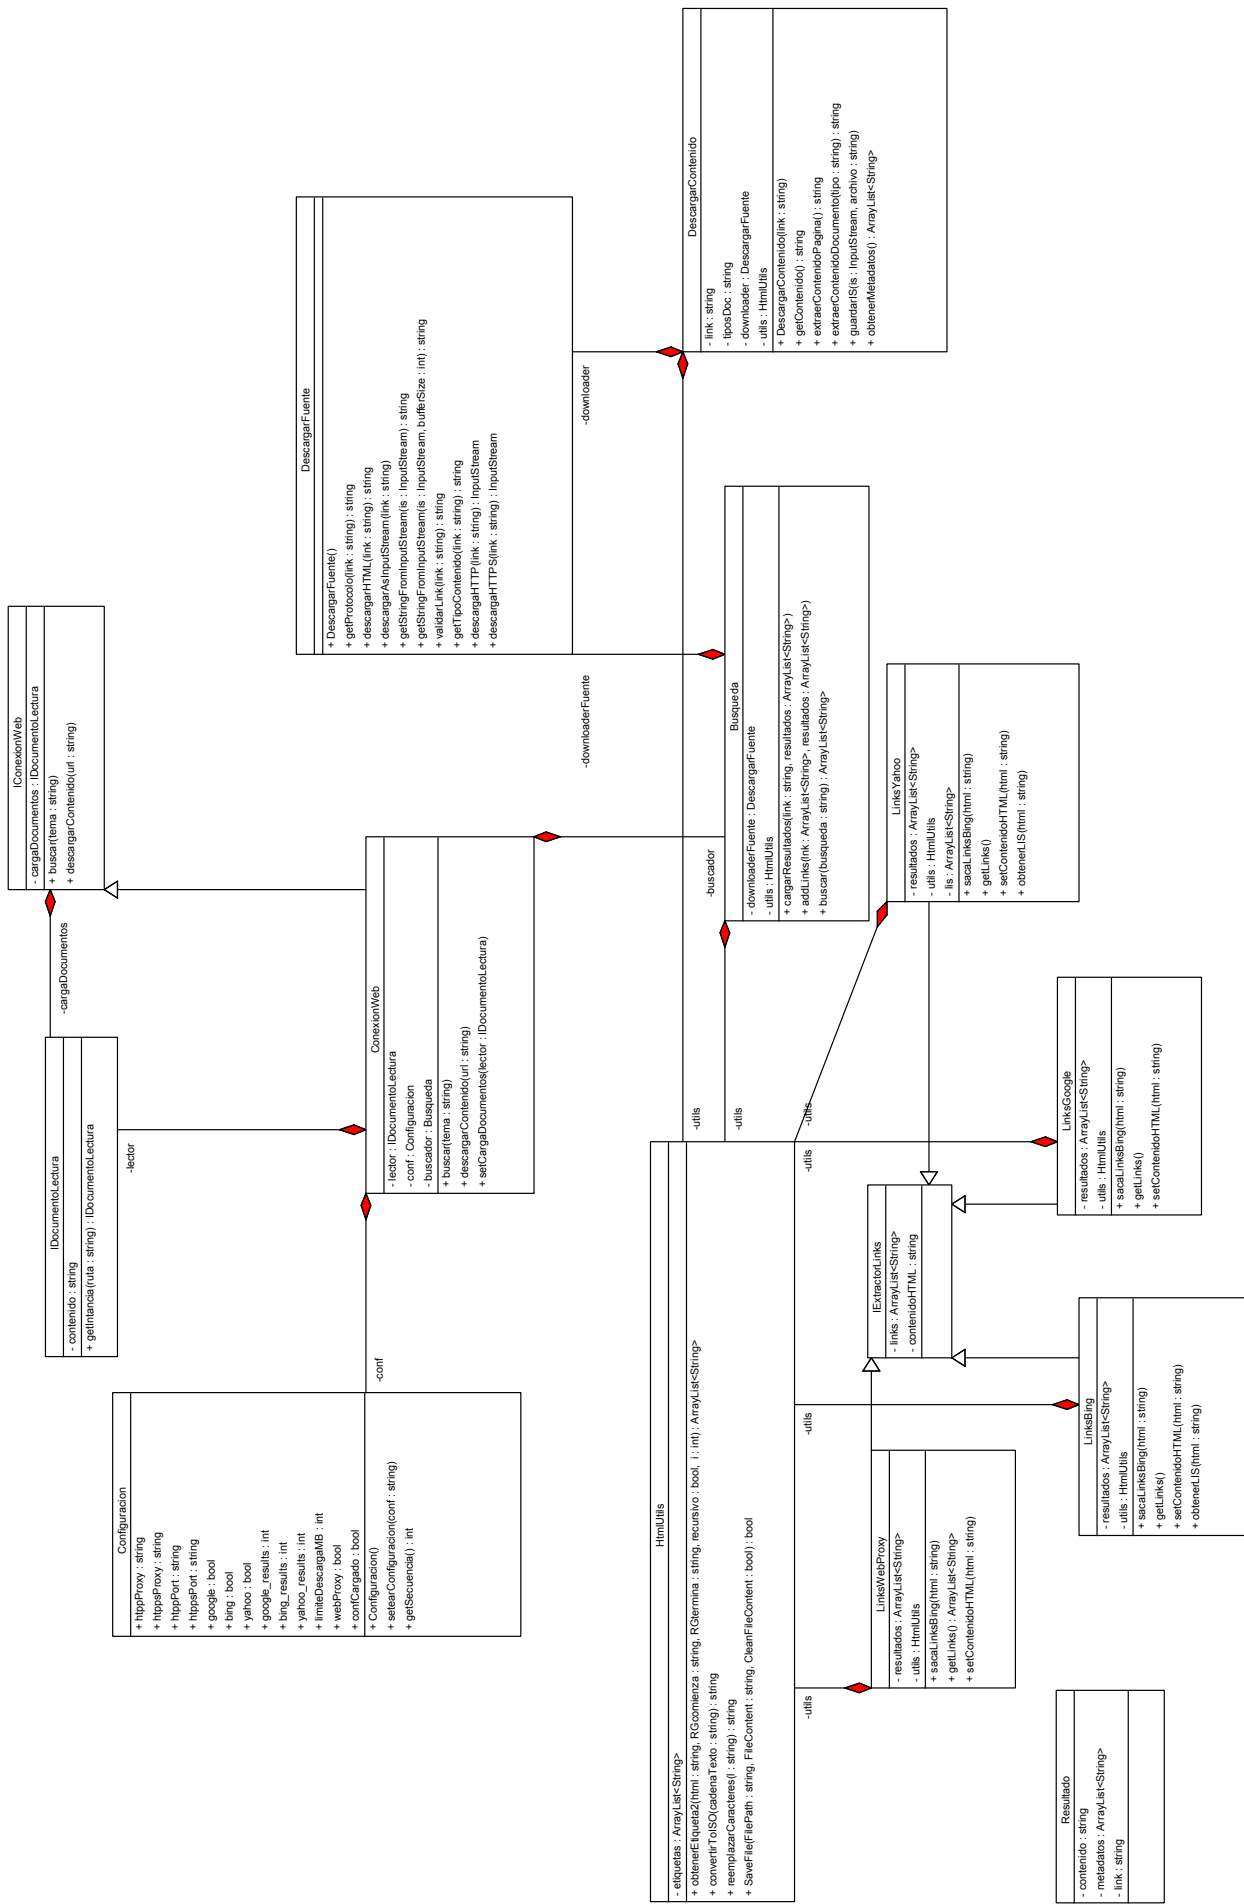 IConexionWeb
- cargaDocumentos : IDocumentoLectura
+ buscar(tema : string)
+ descargarContenido(url : string)
-cargaDocumentos
IDocumentoLectura
- contenido : string
+ getIntancia(ruta : string) : IDocumentoLectura
-lector
Configuracion
+ htppProxy : string
+ htppsProxy : string
+ htppPort : string
+ htppsPort : string
+ google : bool
+ bing : bool
+ yahoo : bool
+ google_results : int
+ bing_results : int
+ yahoo_results : int
+ limiteDescargaMB : int
+ webProxy : bool
+ confCargado : bool
+ Configuracion()
+ setearConfiguracion(conf : string)
+ getSecuencia() : int
-conf
ConexionWeb
- lector : IDocumentoLectura
- conf : Configuracion
- buscador : Busqueda
+ buscar(tema : string)
+ descargarContenido(url : string)
+ setCargaDocumentos(lector : IDocumentoLectura)
-buscador
DescargarFuente
+ DescargarFuente()
+ getProtocolo(link : string) : string
+ descargarHTML(link : string) : string
+ descargarAsInputStream(link : string)
+ getStringFromInputStream(is : InputStream) : string
+ getStringFromInputStream(is : InputStream, bufferSize : int) : string
+ validarLink(link : string) : string
+ getTipoContenido(link : string) : string
+ descargaHTTP(link : string) : InputStream
+ descargaHTTPS(link : string) : InputStream
-downloader
-downloaderFuente
DescargarContenido
- link : string
- tiposDoc : string
- downloader : DescargarFuente
- utils : HtmlUtils
+ DescargarContenido(link : string)
+ getContenido() : string
+ extraerContenidoPagina() : string
+ extraerContenidoDocumento(tipo : string) : string
+ guardarIS(is : InputStream, archivo : string)
+ obtenerMetadatos() : ArrayList<String>
Busqueda
- downloaderFuente : DescargarFuente
- utils : HtmlUtils
+ cargarResultados(link : string, resultados : ArrayList<String>)
+ addLinks(lnk : ArrayList<String>, resultados : ArrayList<String>)
+ buscar(busqueda : string) : ArrayList<String>
-utils
-utils
-utils
-utils
HtmlUtils
- etiquetas : ArrayList<String>
+ obtenerEtiqueta2(html : string, RGcomienza : string, RGtermina : string, recursivo : bool, i : int) : ArrayList<String>
+ convertirToISO(cadenaTexto : string) : string
+ reemplazarCaracteres(l : string) : string
+ SaveFile(FilePath : string, FileContent : string, CleanFileContent : bool) : bool
-utils
-utils
LinksYahoo
- resultados : ArrayList<String>
- utils : HtmlUtils
- lis : ArrayList<String>
+ sacaLinksBing(html : string)
+ getLinks()
+ setContenidoHTML(html : string)
+ obtenerLIS(html : string)
IExtractorLinks
- links : ArrayList<String>
- contenidoHTML : string
LinksGoogle
- resultados : ArrayList<String>
- utils : HtmlUtils
+ sacaLinksBing(html : string)
+ getLinks()
+ setContenidoHTML(html : string)
LinksBing
- resultados : ArrayList<String>
- utils : HtmlUtils
+ sacaLinksBing(html : string)
+ getLinks()
+ setContenidoHTML(html : string)
+ obtenerLIS(html : string)
LinksWebProxy
- resultados : ArrayList<String>
- utils : HtmlUtils
+ sacaLinksBing(html : string)
+ getLinks() : ArrayList<String>
+ setContenidoHTML(html : string)
Resultado
- contenido : string
- metadatos : ArrayList<String>
- link : string